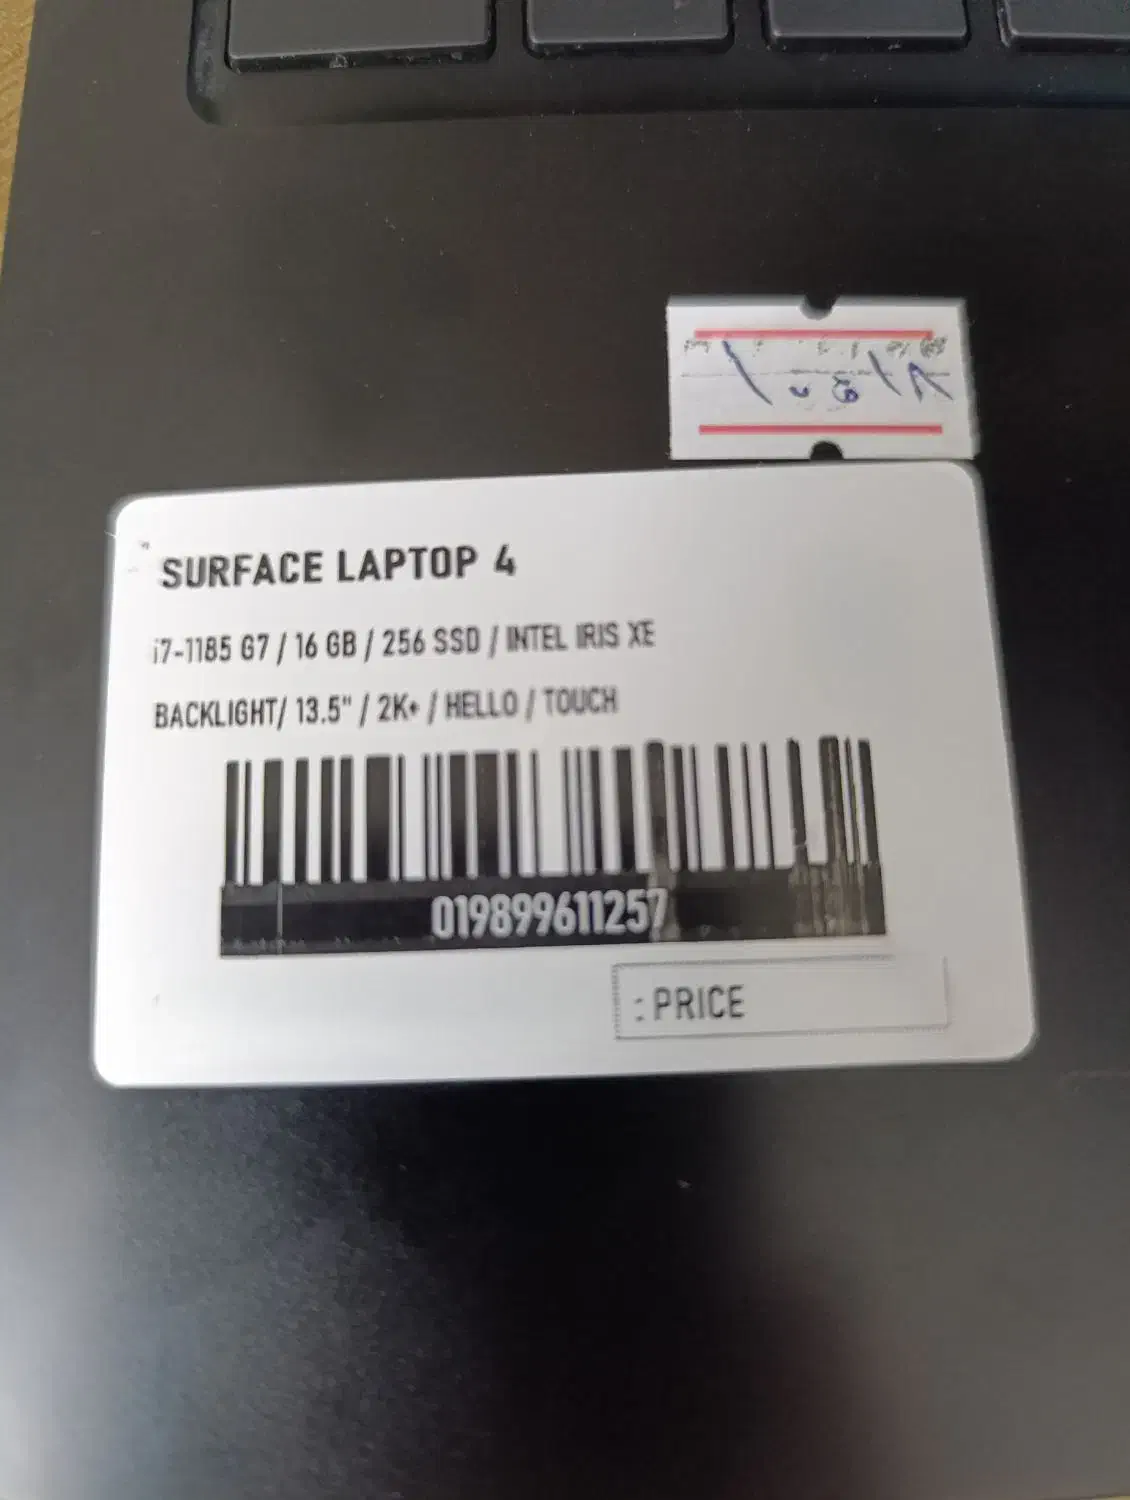 SURFACE LAPTOP 4
i7-1185 G7 / 16 GB / 256 SSD / INTEL IRIS XE
BACKLIGHT/ 13.5" / 2K+ / HELLO / TOUCH
019899611257
: PRICE